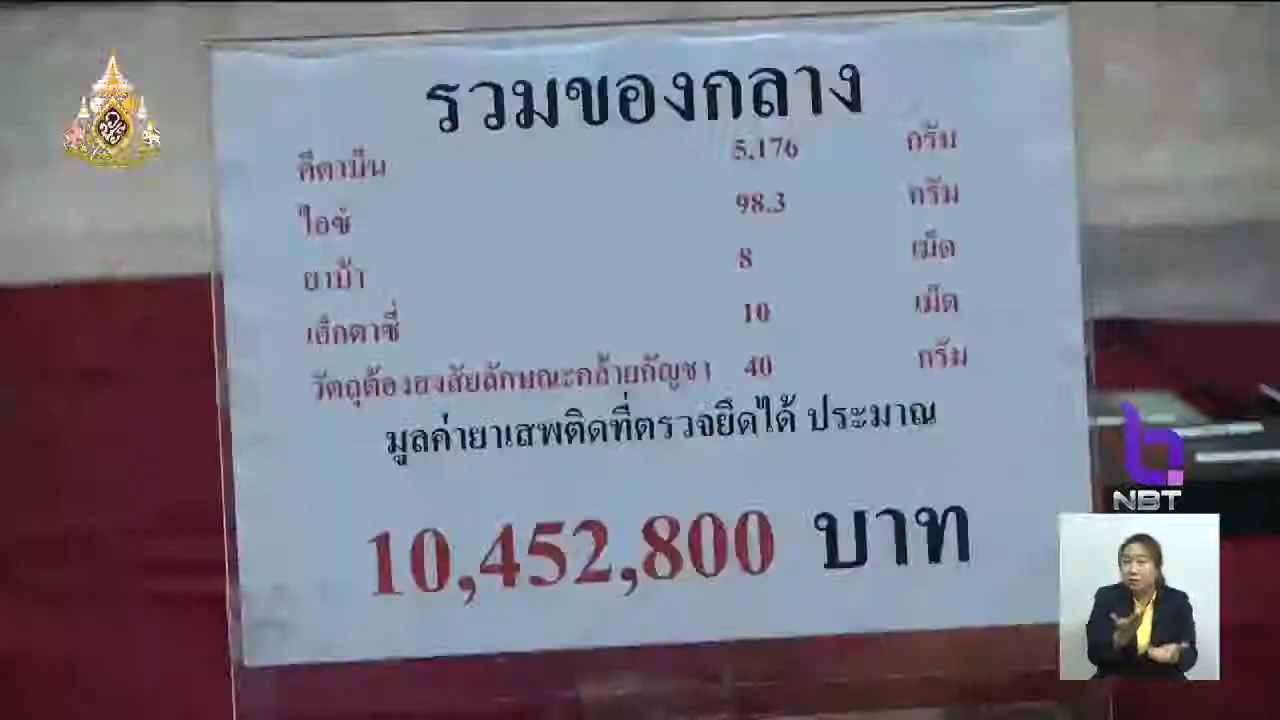 รวมของกลาง
คีตามีน 5.176 กรัม
ไอซ์ 98.3 กรัม
ยาบ้า 8 เม็ด
เอ็กตาซี่ 10 เม็ด
วัตถุต้องสงสัยลักษณะคล้ายกัญชา 40 กรัม
มูลค่ายาเสพติดที่ตรวจยึดได้ ประมาณ
10,452,800 บาท
NBT